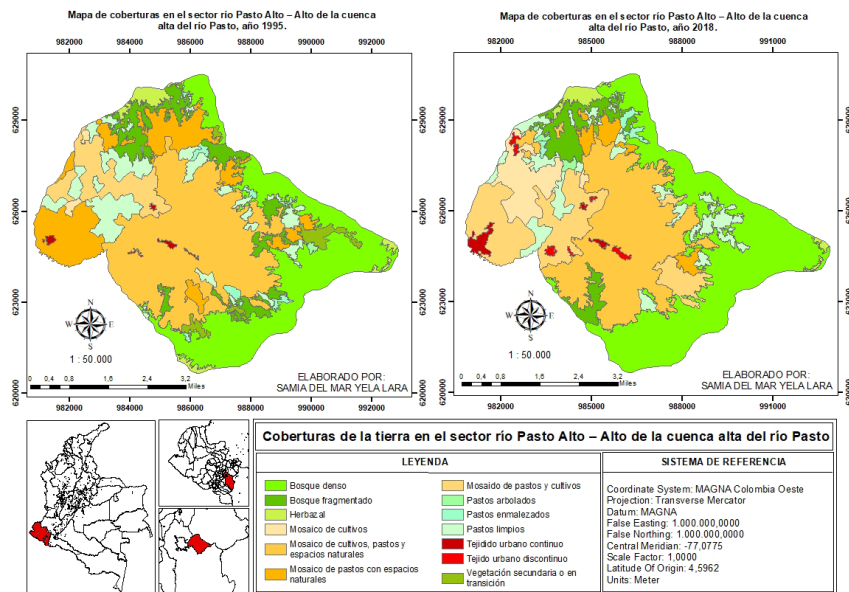 Mapa de coberturas en el sector río Pasto Alto – Alto de la cuenca
alta del río Pasto, año 1995.
982000 984000 986000 988000 990000 992000
629000
626000
623000
620000
N
W E
S
1 : 50.000
0 0,4 0,8 1,6 2,4 3,2
Miles
ELABORADO POR:
SAMIA DEL MAR YELA LARA
982000 984000 986000 988000 990000 992000
Mapa de coberturas en el sector río Pasto Alto – Alto de la cuenca
alta del río Pasto, año 2018.
982000 985000 988000 991000
629000
626000
623000
620000
N
W E
S
1 : 50.000
0 0,4 0,8 1,6 2,4 3,2
Miles
ELABORADO POR:
SAMIA DEL MAR YELA LARA
982000 985000 988000 991000
Coberturas de la tierra en el sector río Pasto Alto – Alto de la cuenca alta del río Pasto
LEYENDA
Bosque denso
Bosque fragmentado
Herbazal
Mosaico de cultivos
Mosaico de cultivos, pastos y
espacios naturales
Mosaico de pastos con espacios
naturales
Mosaido de pastos y cultivos
Pastos arbolados
Pastos enmalezados
Pastos limpios
Tejidido urbano continuo
Tejido urbano discontinuo
Vegetación secundaria o en
transición
SISTEMA DE REFERENCIA
Coordinate System: MAGNA Colombia Oeste
Projection: Transverse Mercator
Datum: MAGNA
False Easting: 1.000.000,0000
False Northing: 1.000.000,0000
Central Meridian: -77,0775
Scale Factor: 1,0000
Latitude Of Origin: 4,5962
Units: Meter